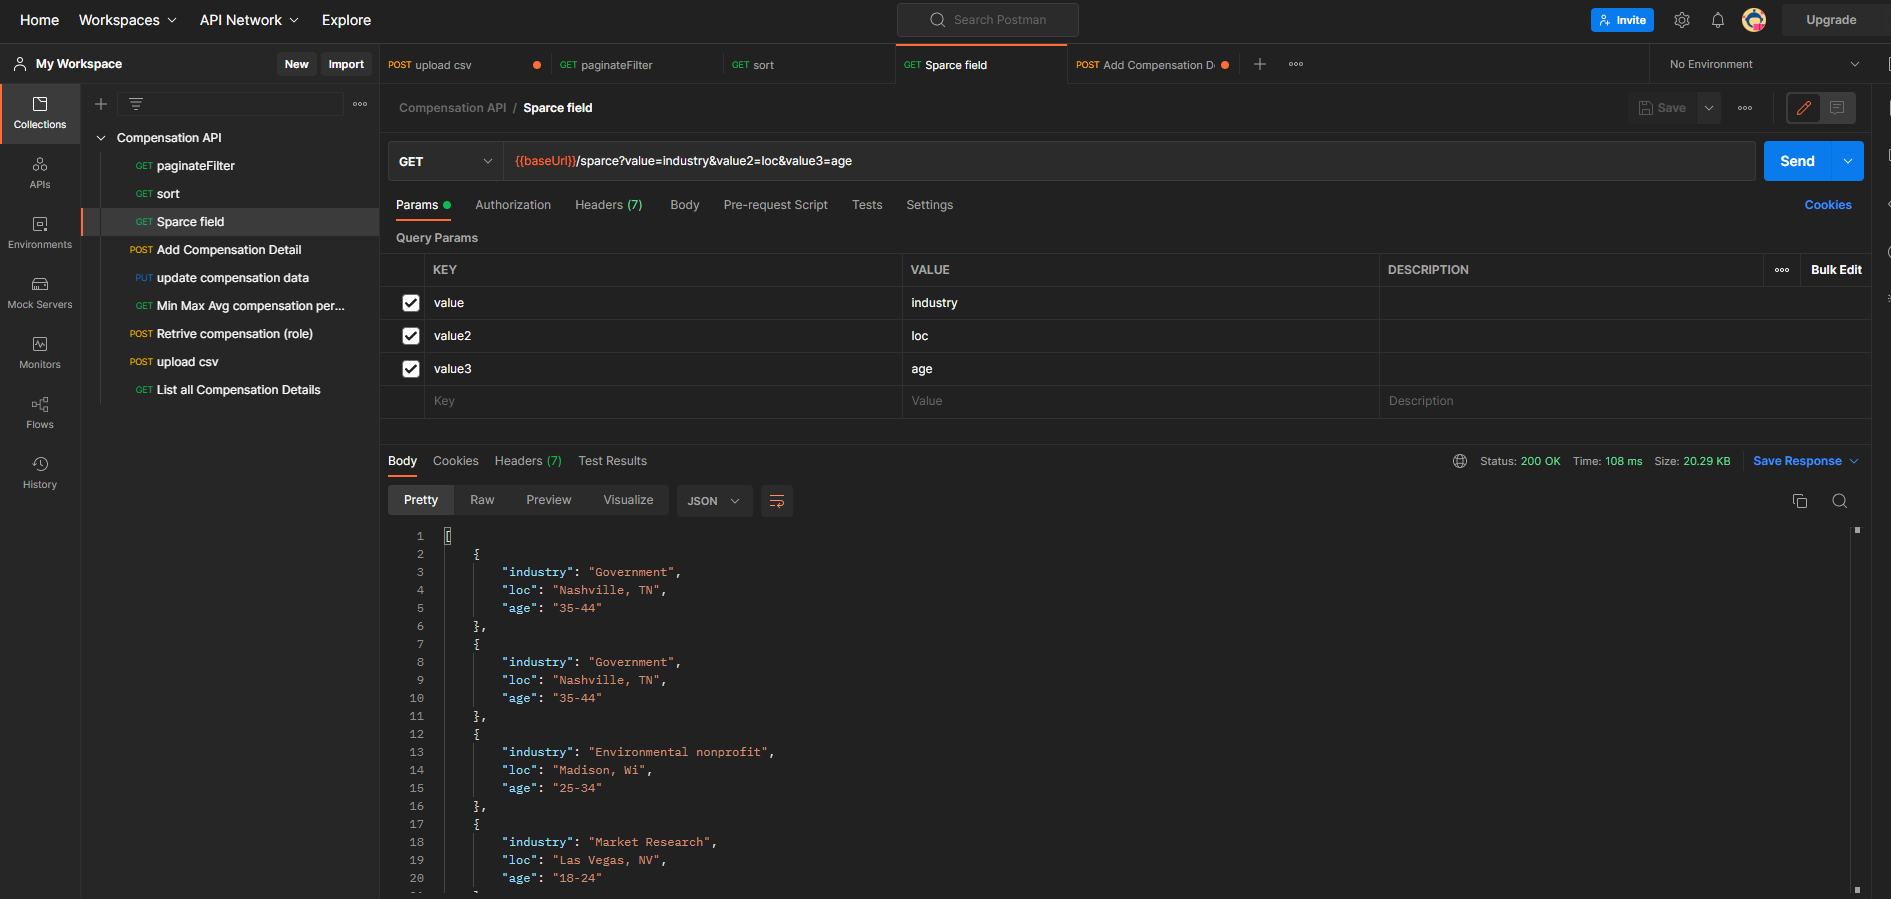 Home Workspaces API Network Explore Search Postman Invite Upgrade
My Workspace New Import
POST upload csv GET paginateFilter GET sort GET Sparce field POST Add Compensation D No Environment
Collections
APIs
Environments
Mock Servers
Monitors
Flows
History
Compensation API
GET paginateFilter
GET sort
GET Sparce field
POST Add Compensation Detail
PUT update compensation data
GET Min Max Avg compensation per...
POST Retrive compensation (role)
POST upload csv
GET List all Compensation Details
Compensation API / Sparce field Save
GET {{baseUrl}}/sparce?value=industry&value2=loc&value3=age Send
Params Authorization Headers (7) Body Pre-request Script Tests Settings Cookies
Query Params
KEY VALUE DESCRIPTION Bulk Edit
value industry
value2 loc
value3 age
Key Value Description
Body Cookies Headers (7) Test Results Status: 200 OK Time: 108 ms Size: 20.29 KB Save Response
Pretty Raw Preview Visualize JSON
1 [
2 {
3 "industry": "Government",
4 "loc": "Nashville, TN",
5 "age": "35-44"
6 },
7 {
8 "industry": "Government",
9 "loc": "Nashville, TN",
10 "age": "35-44"
11 },
12 {
13 "industry": "Environmental nonprofit",
14 "loc": "Madison, Wi",
15 "age": "25-34"
16 },
17 {
18 "industry": "Market Research",
19 "loc": "Las Vegas, NV",
20 "age": "18-24"